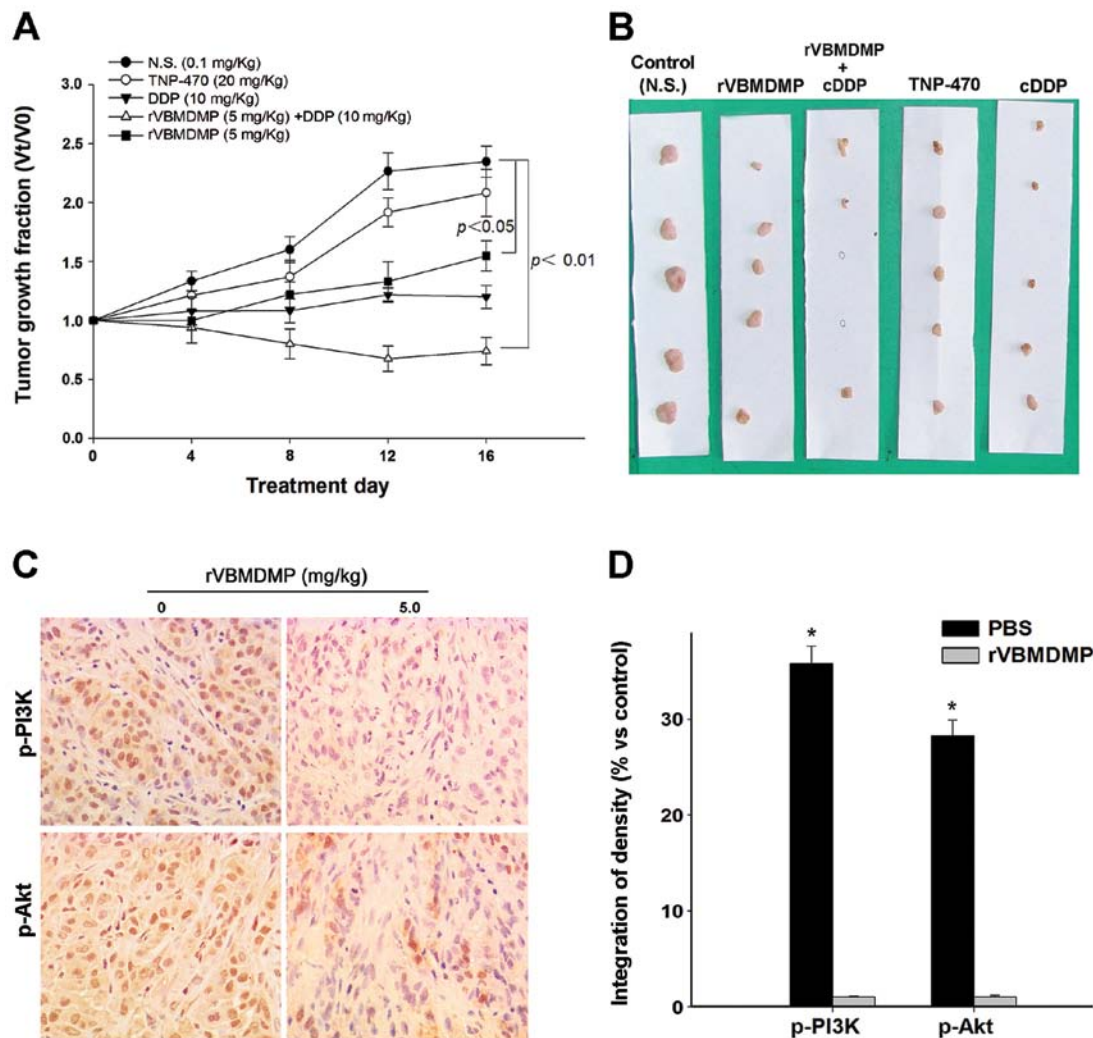 A
N.S. (0.1 mg/Kg)
TNP-470 (20 mg/Kg)
DDP (10 mg/Kg)
rVBMDMP (5 mg/Kg) +DDP (10 mg/Kg)
rVBMDMP (5 mg/Kg)
Tumor growth fraction (Vt/V0)
3.0
2.5
2.0
1.5
1.0
0.5
0.0
p<0.05
p< 0.01
0 4 8 12 16
Treatment day
B
Control
(N.S.)
rVBMDMP
rVBMDMP
+
cDDP
TNP-470
cDDP
C
rVBMDMP (mg/kg)
0 5.0
p-PI3K
p-Akt
D
PBS
rVBMDMP
Integration of density (% vs control)
30
20
10
0
*
*
p-PI3K p-Akt